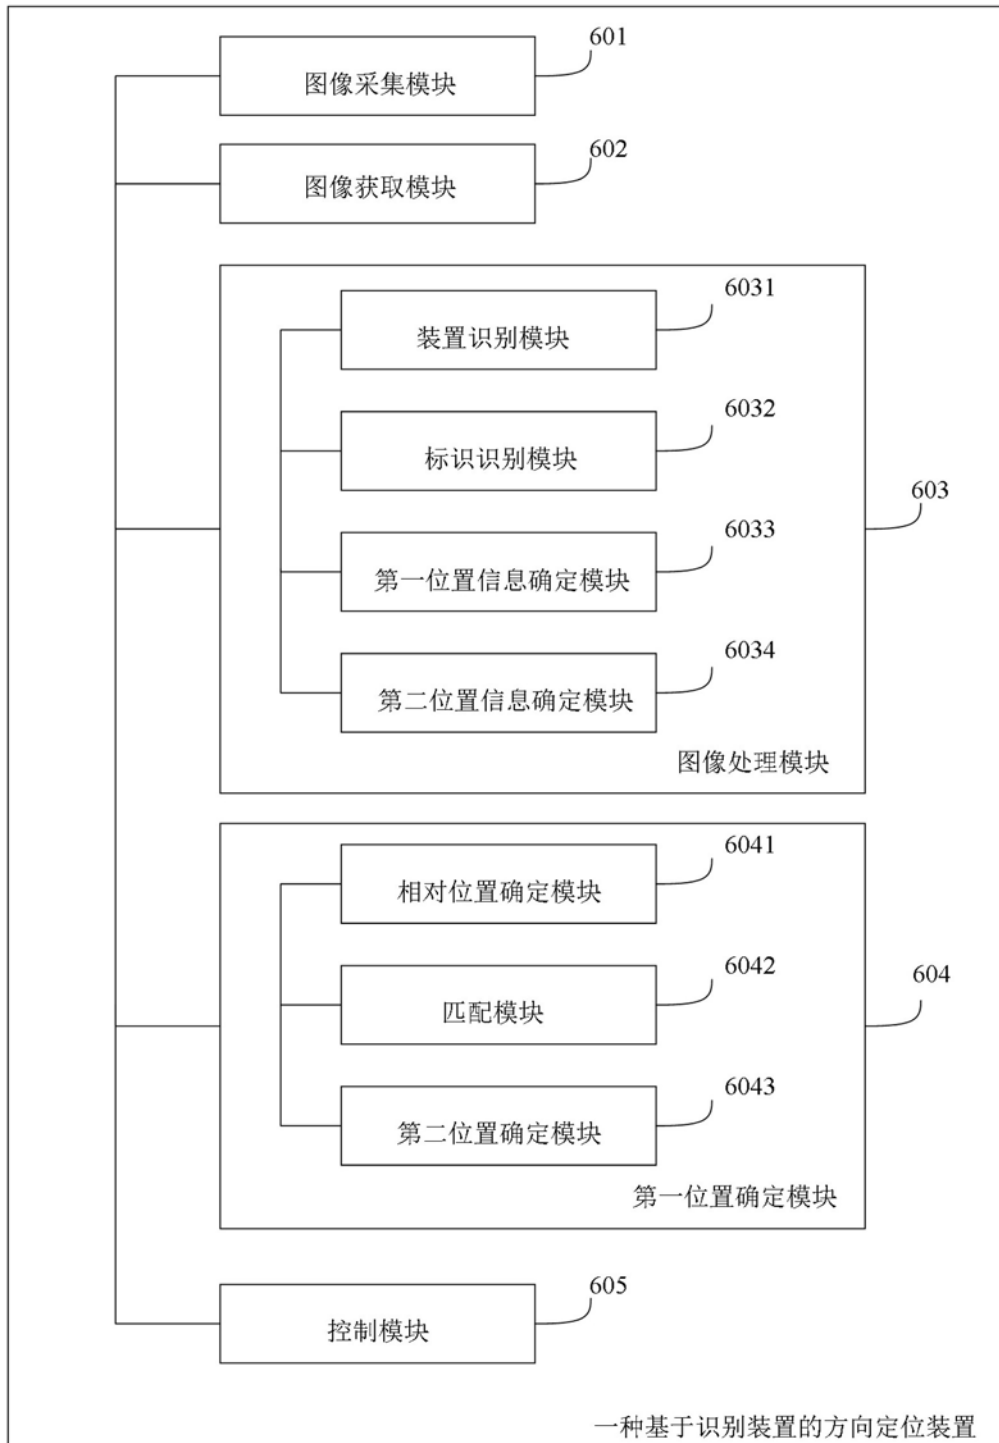 601
图像采集模块
602
图像获取模块
6031
装置识别模块
6032
标识识别模块
603
6033
第一位置信息确定模块
6034
第二位置信息确定模块
图像处理模块
6041
相对位置确定模块
6042
604
匹配模块
6043
第二位置确定模块
第一位置确定模块
605
控制模块
一种基于识别装置的方向定位装置